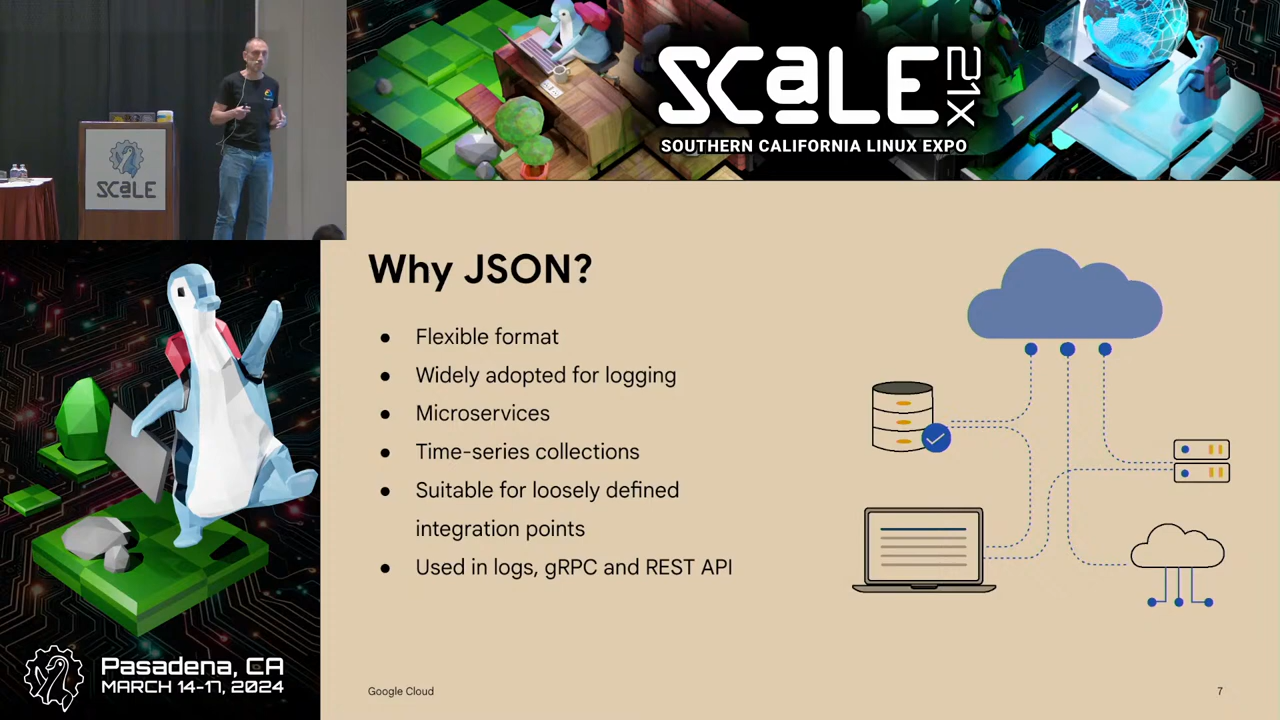 SCaLE
SCaLE 21X
SOUTHERN CALIFORNIA LINUX EXPO
Why JSON?
● Flexible format
● Widely adopted for logging
● Microservices
● Time-series collections
● Suitable for loosely defined
integration points
● Used in logs, gRPC and REST API
Pasadena, CA
MARCH 14-17, 2024
Google Cloud
7